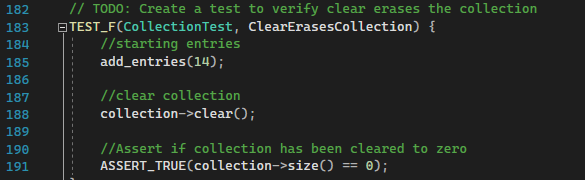 182 // TODO: Create a test to verify clear erases the collection
183 TEST_F(CollectionTest, ClearErasesCollection) {
184 //starting entries
185 add_entries(14);
186
187 //clear collection
188 collection->clear();
189
190 //Assert if collection has been cleared to zero
191 ASSERT_TRUE(collection->size() == 0);